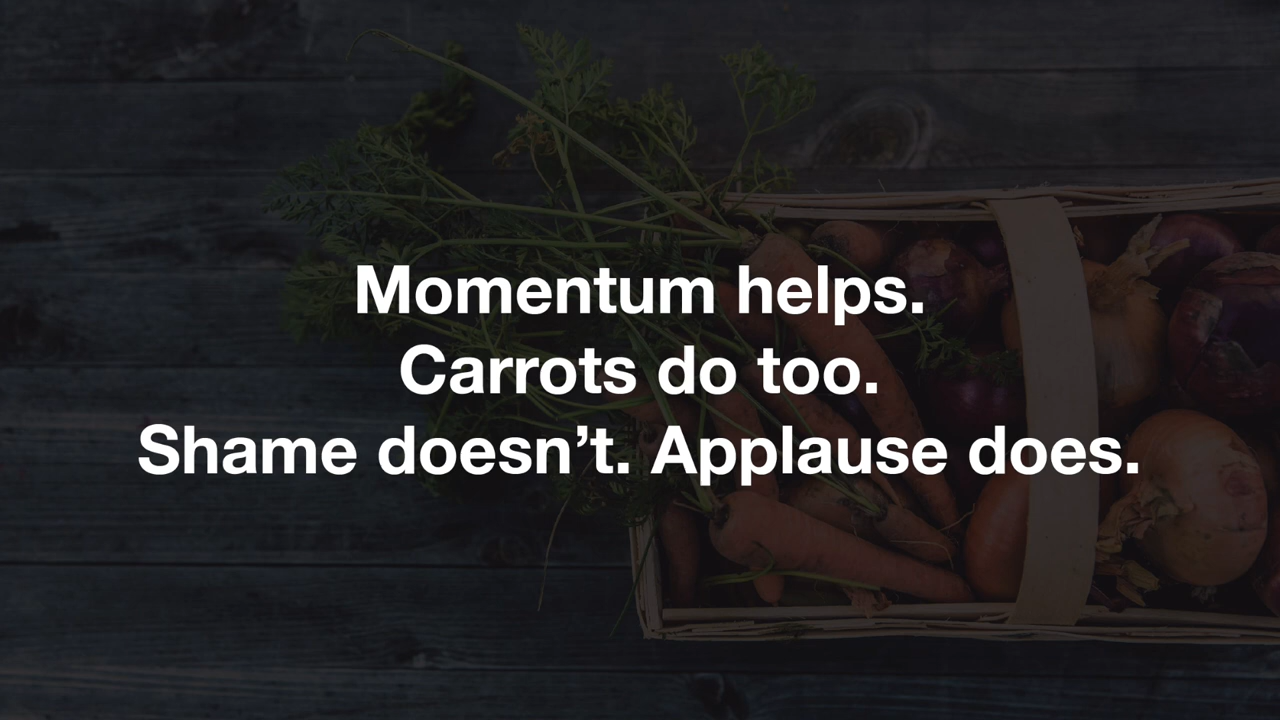 Momentum helps.
Carrots do too.
Shame doesn’t. Applause does.